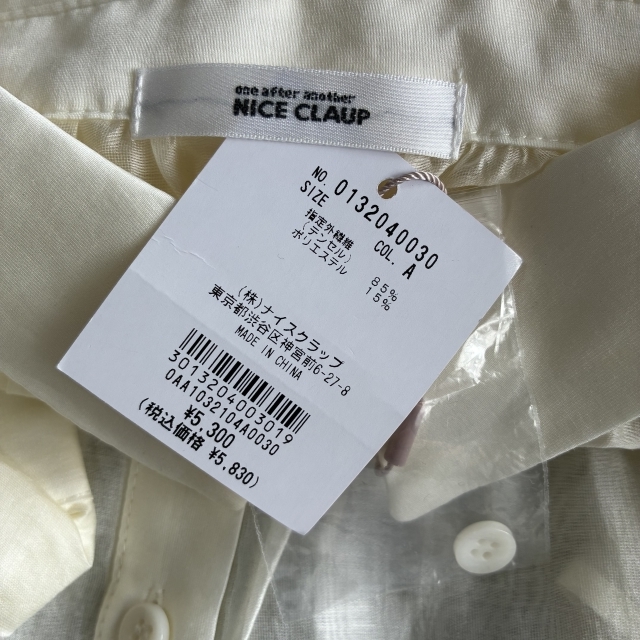 one after another
NICE CLAUP
NO. 0132040030
SIZE COL. A
指定外繊維
(テンセル) 85%
ポリエステル 15%
(株)ナイスクラップ
東京都渋谷区神宮前6-27-8
MADE IN CHINA
3013204003019
0AA1032104A0030
¥5,300
(税込価格 ¥5,830)